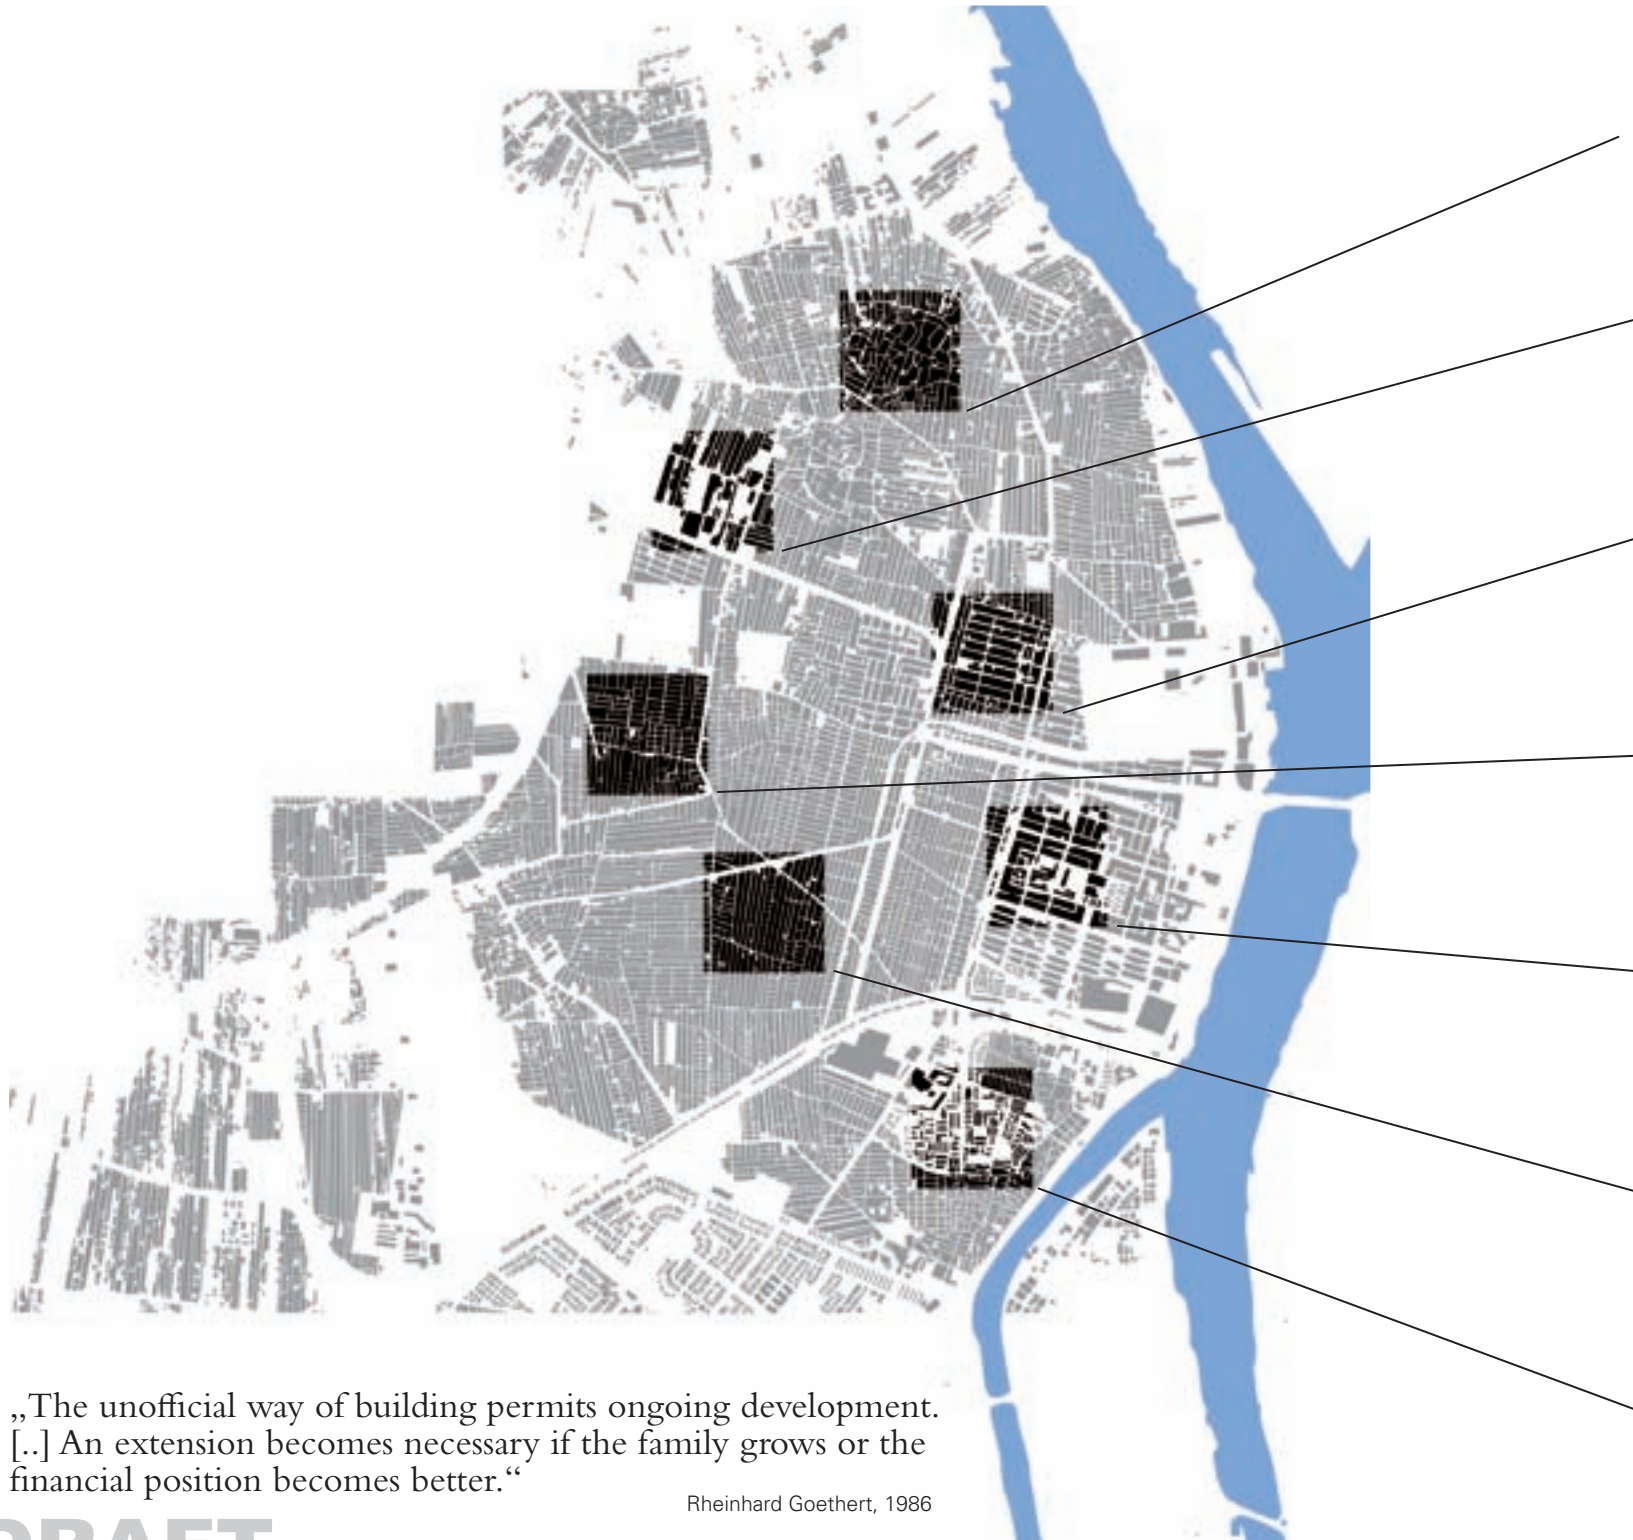 „The unofficial way of building permits ongoing development.
[..] An extension becomes necessary if the family grows or the
financial position becomes better.“
Rheinhard Goethert, 1986
DRAFT